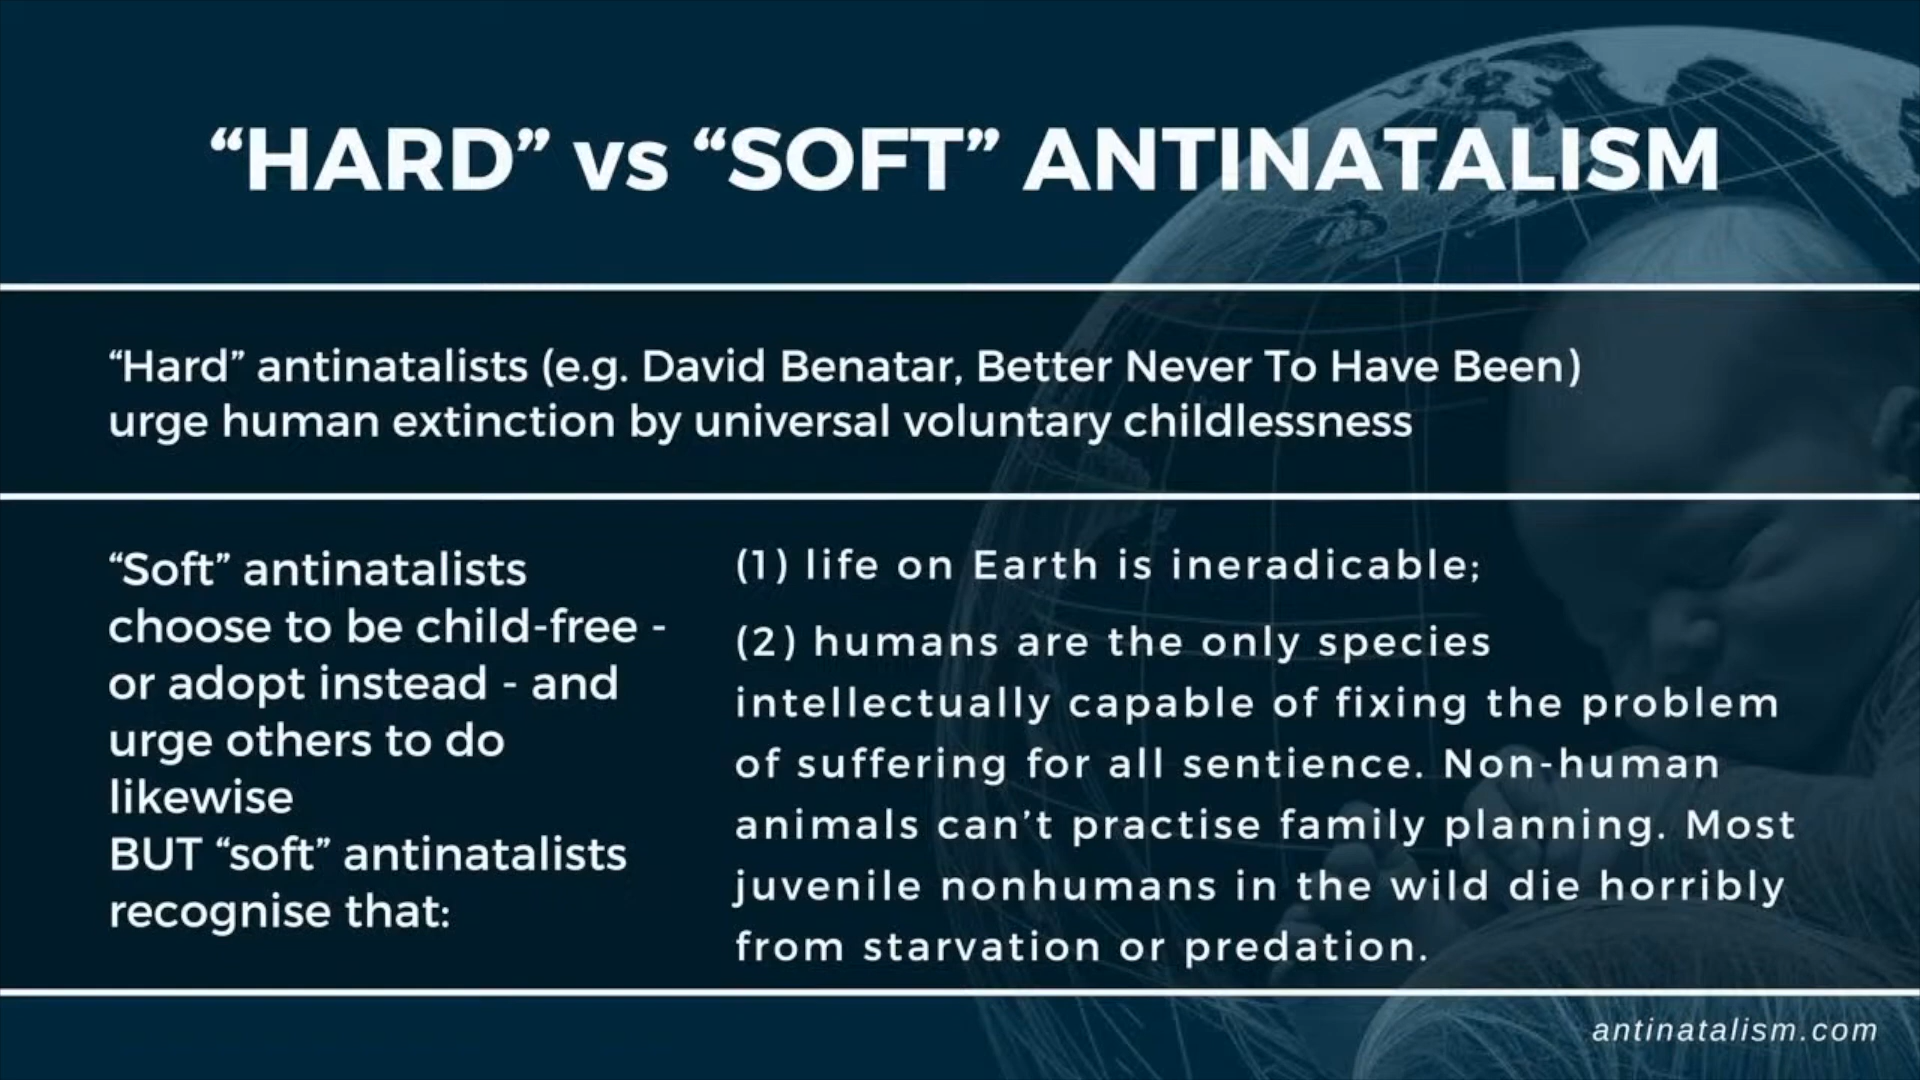 “HARD” vs “SOFT” ANTINATALISM
“Hard” antinatalists (e.g. David Benatar, Better Never To Have Been)
urge human extinction by universal voluntary childlessness
“Soft” antinatalists
choose to be child-free -
or adopt instead - and
urge others to do
likewise
BUT “soft” antinatalists
recognise that:
(1) life on Earth is ineradicable;
(2) humans are the only species
intellectually capable of fixing the problem
of suffering for all sentience. Non-human
animals can’t practise family planning. Most
juvenile nonhumans in the wild die horribly
from starvation or predation.
antinatalism.com